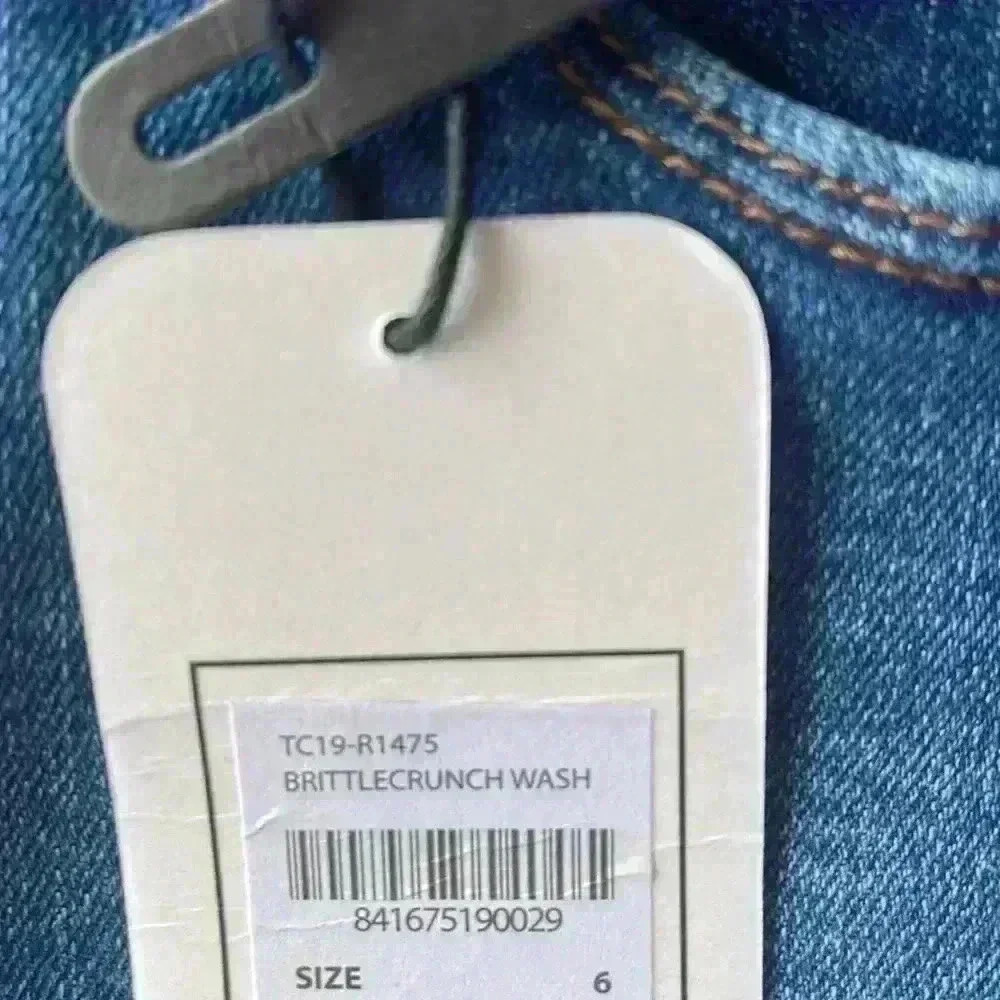 TC19-R1475
BRITTLECRUNCH WASH
841675190029
SIZE 6